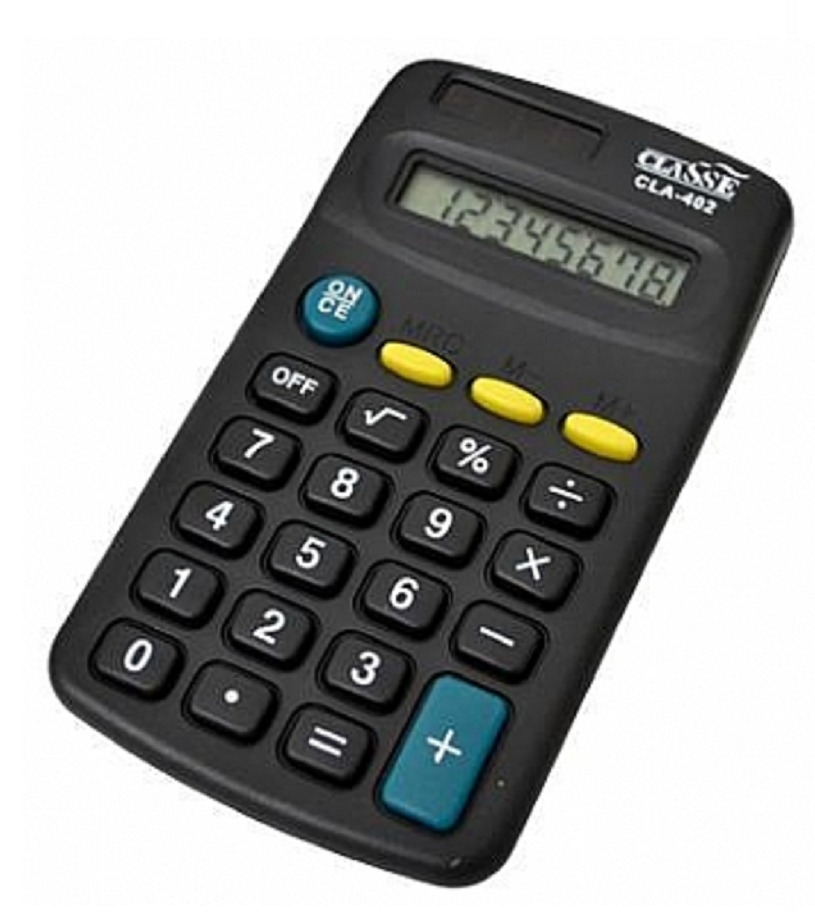 CLASSE
CLA-402
12345678
ON
CE
MRC M- M+
OFF √ % ÷
7 8 9 ×
4 5 6 −
1 2 3 +
0 . =